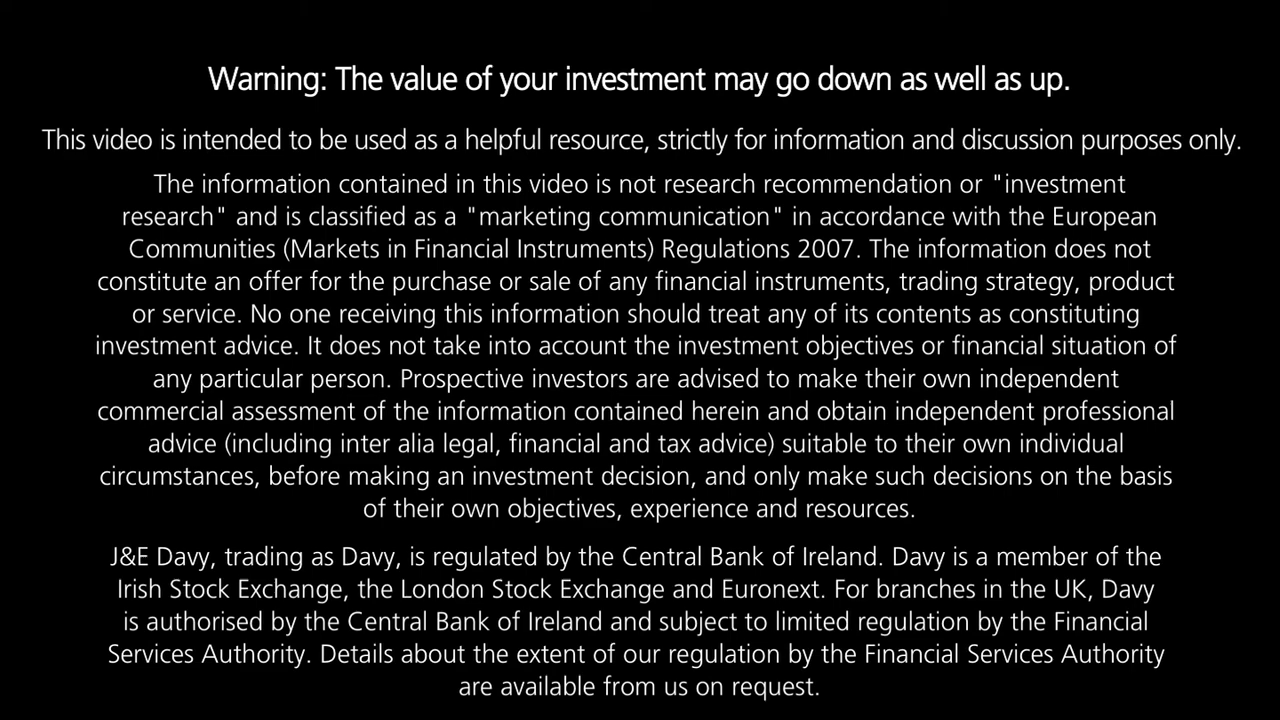 Warning: The value of your investment may go down as well as up.
This video is intended to be used as a helpful resource, strictly for information and discussion purposes only.
The information contained in this video is not research recommendation or "investment
research" and is classified as a "marketing communication" in accordance with the European
Communities (Markets in Financial Instruments) Regulations 2007. The information does not
constitute an offer for the purchase or sale of any financial instruments, trading strategy, product
or service. No one receiving this information should treat any of its contents as constituting
investment advice. It does not take into account the investment objectives or financial situation of
any particular person. Prospective investors are advised to make their own independent
commercial assessment of the information contained herein and obtain independent professional
advice (including inter alia legal, financial and tax advice) suitable to their own individual
circumstances, before making an investment decision, and only make such decisions on the basis
of their own objectives, experience and resources.
J&E Davy, trading as Davy, is regulated by the Central Bank of Ireland. Davy is a member of the
Irish Stock Exchange, the London Stock Exchange and Euronext. For branches in the UK, Davy
is authorised by the Central Bank of Ireland and subject to limited regulation by the Financial
Services Authority. Details about the extent of our regulation by the Financial Services Authority
are available from us on request.